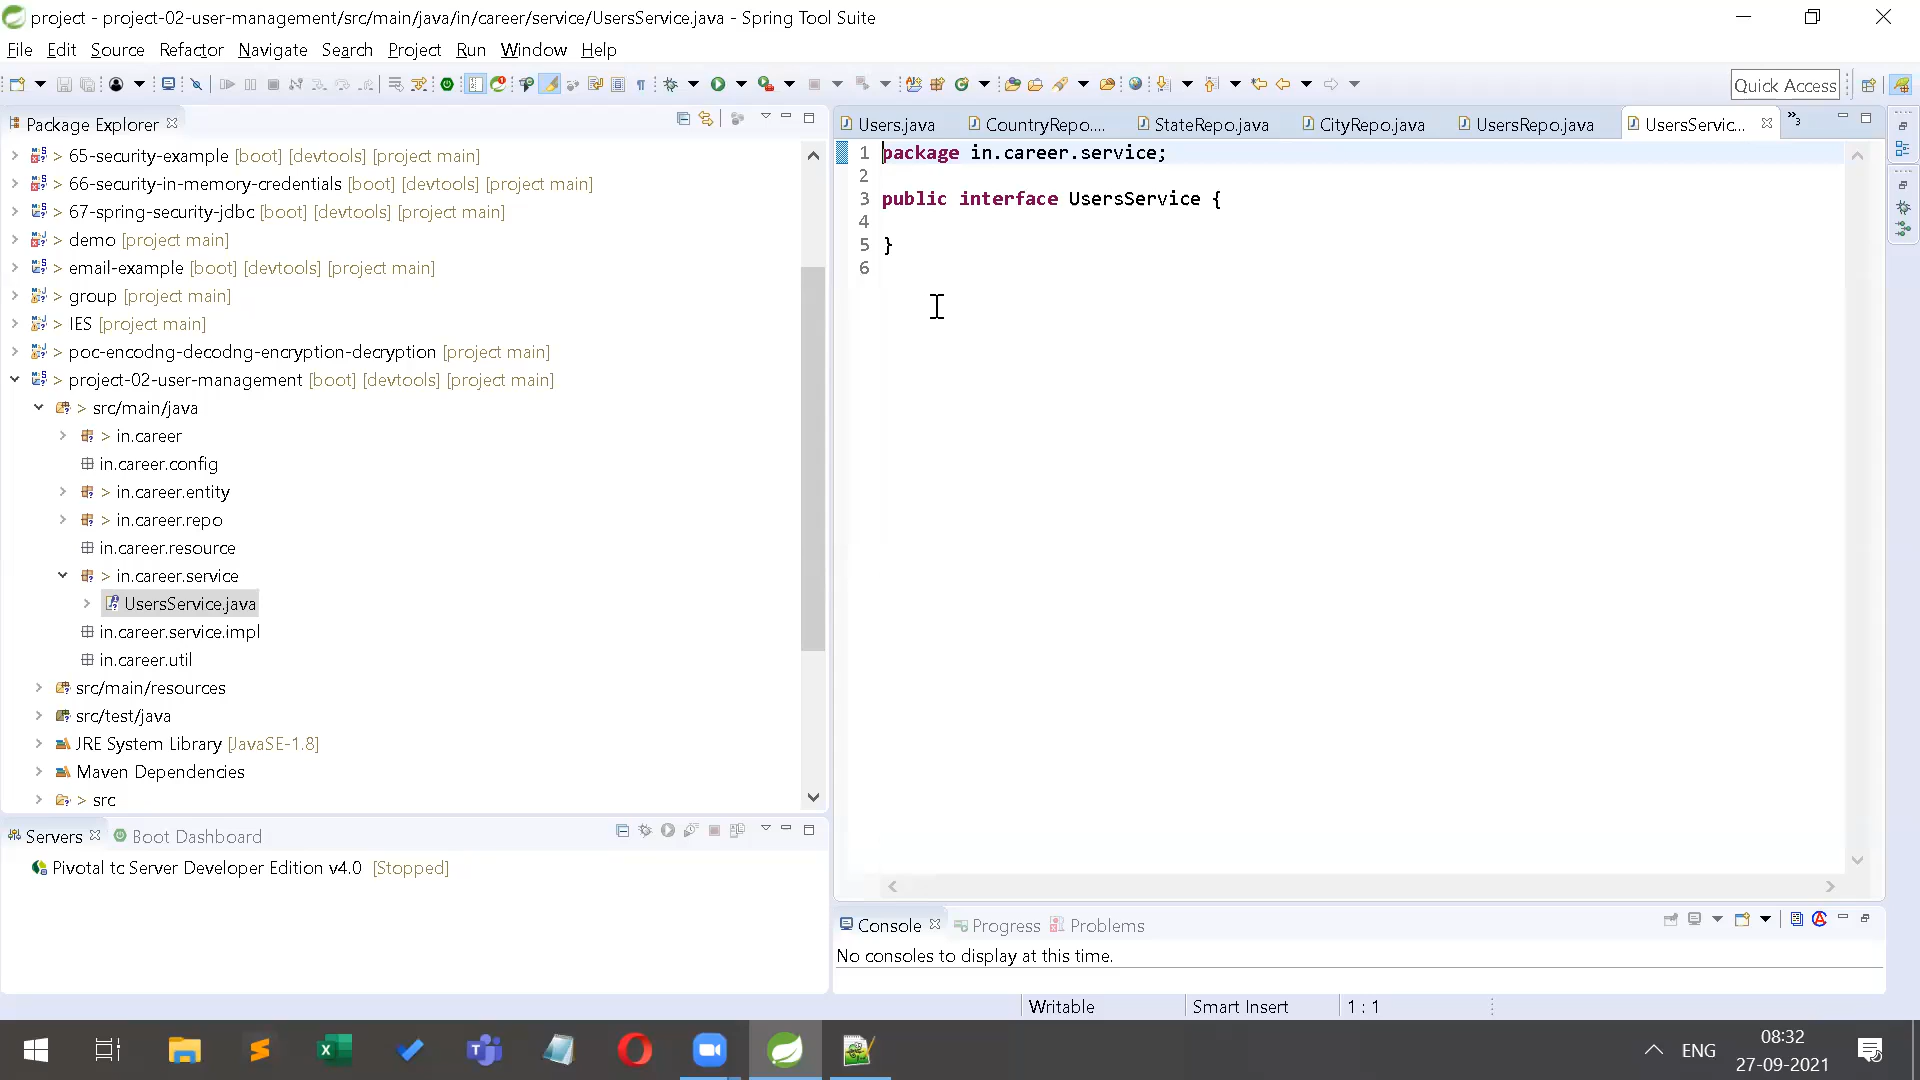 project - project-02-user-management/src/main/java/in/career/service/UsersService.java - Spring Tool Suite
File Edit Source Refactor Navigate Search Project Run Window Help
Quick Access
Package Explorer
> 65-security-example [boot] [devtools] [project main]
> 66-security-in-memory-credentials [boot] [devtools] [project main]
> 67-spring-security-jdbc [boot] [devtools] [project main]
> demo [project main]
> email-example [boot] [devtools] [project main]
> group [project main]
> IES [project main]
> poc-encodng-decodng-encryption-decryption [project main]
> project-02-user-management [boot] [devtools] [project main]
> src/main/java
> in.career
in.career.config
> in.career.entity
> in.career.repo
in.career.resource
> in.career.service
UsersService.java
in.career.service.impl
in.career.util
src/main/resources
src/test/java
JRE System Library [JavaSE-1.8]
Maven Dependencies
> src
Servers Boot Dashboard
Pivotal tc Server Developer Edition v4.0 [Stopped]
Users.java CountryRepo.... StateRepo.java CityRepo.java UsersRepo.java UsersServic... »3
1 package in.career.service;
2
3 public interface UsersService {
4
5 }
6
Console Progress Problems
No consoles to display at this time.
Writable Smart Insert 1 : 1
ENG
08:32
27-09-2021